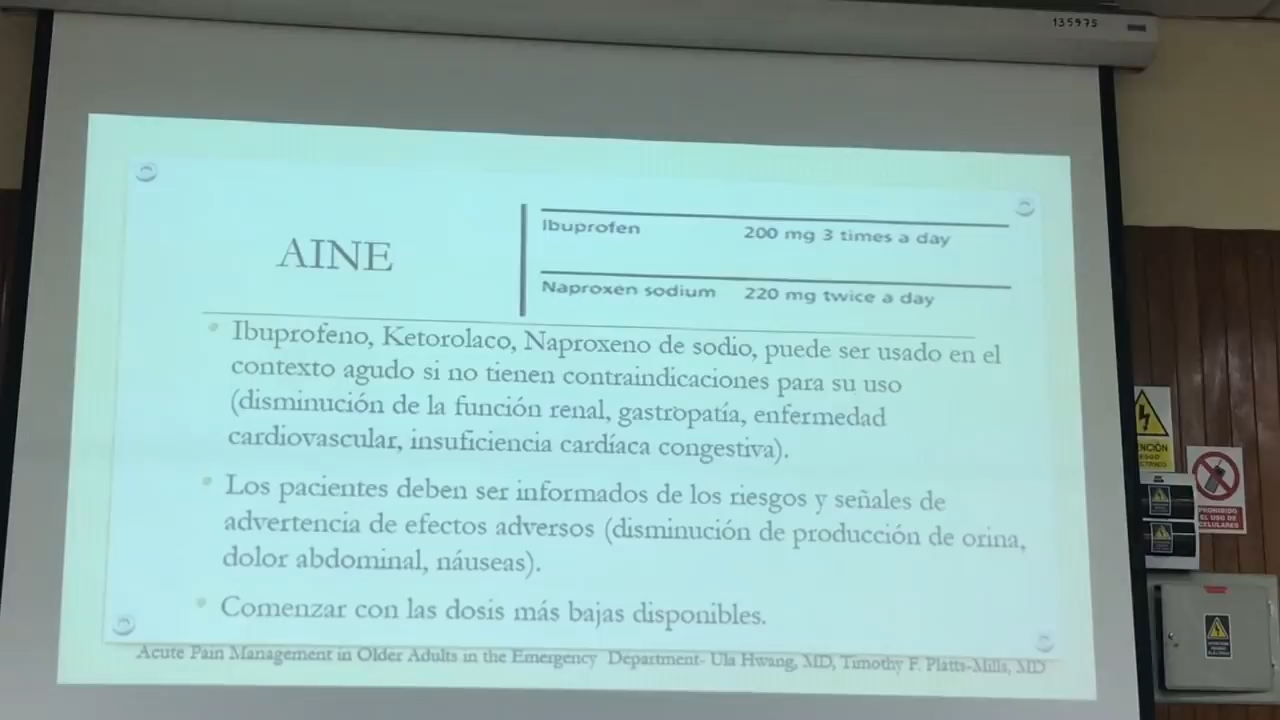 135975
AINE
Ibuprofen 200 mg 3 times a day
Naproxen sodium 220 mg twice a day
Ibuprofeno, Ketorolaco, Naproxeno de sodio, puede ser usado en el
contexto agudo si no tienen contraindicaciones para su uso
(disminución de la función renal, gastropatía, enfermedad
cardiovascular, insuficiencia cardíaca congestiva).
Los pacientes deben ser informados de los riesgos y señales de
advertencia de efectos adversos (disminución de producción de orina,
dolor abdominal, náuseas).
Comenzar con las dosis más bajas disponibles.
Acute Pain Management in Older Adults in the Emergency Department- Ula Hwang, MD, Timothy F. Platts-Mills, MD
NCIÓN
PROHIBIDO
EL USO DE
CELULARES